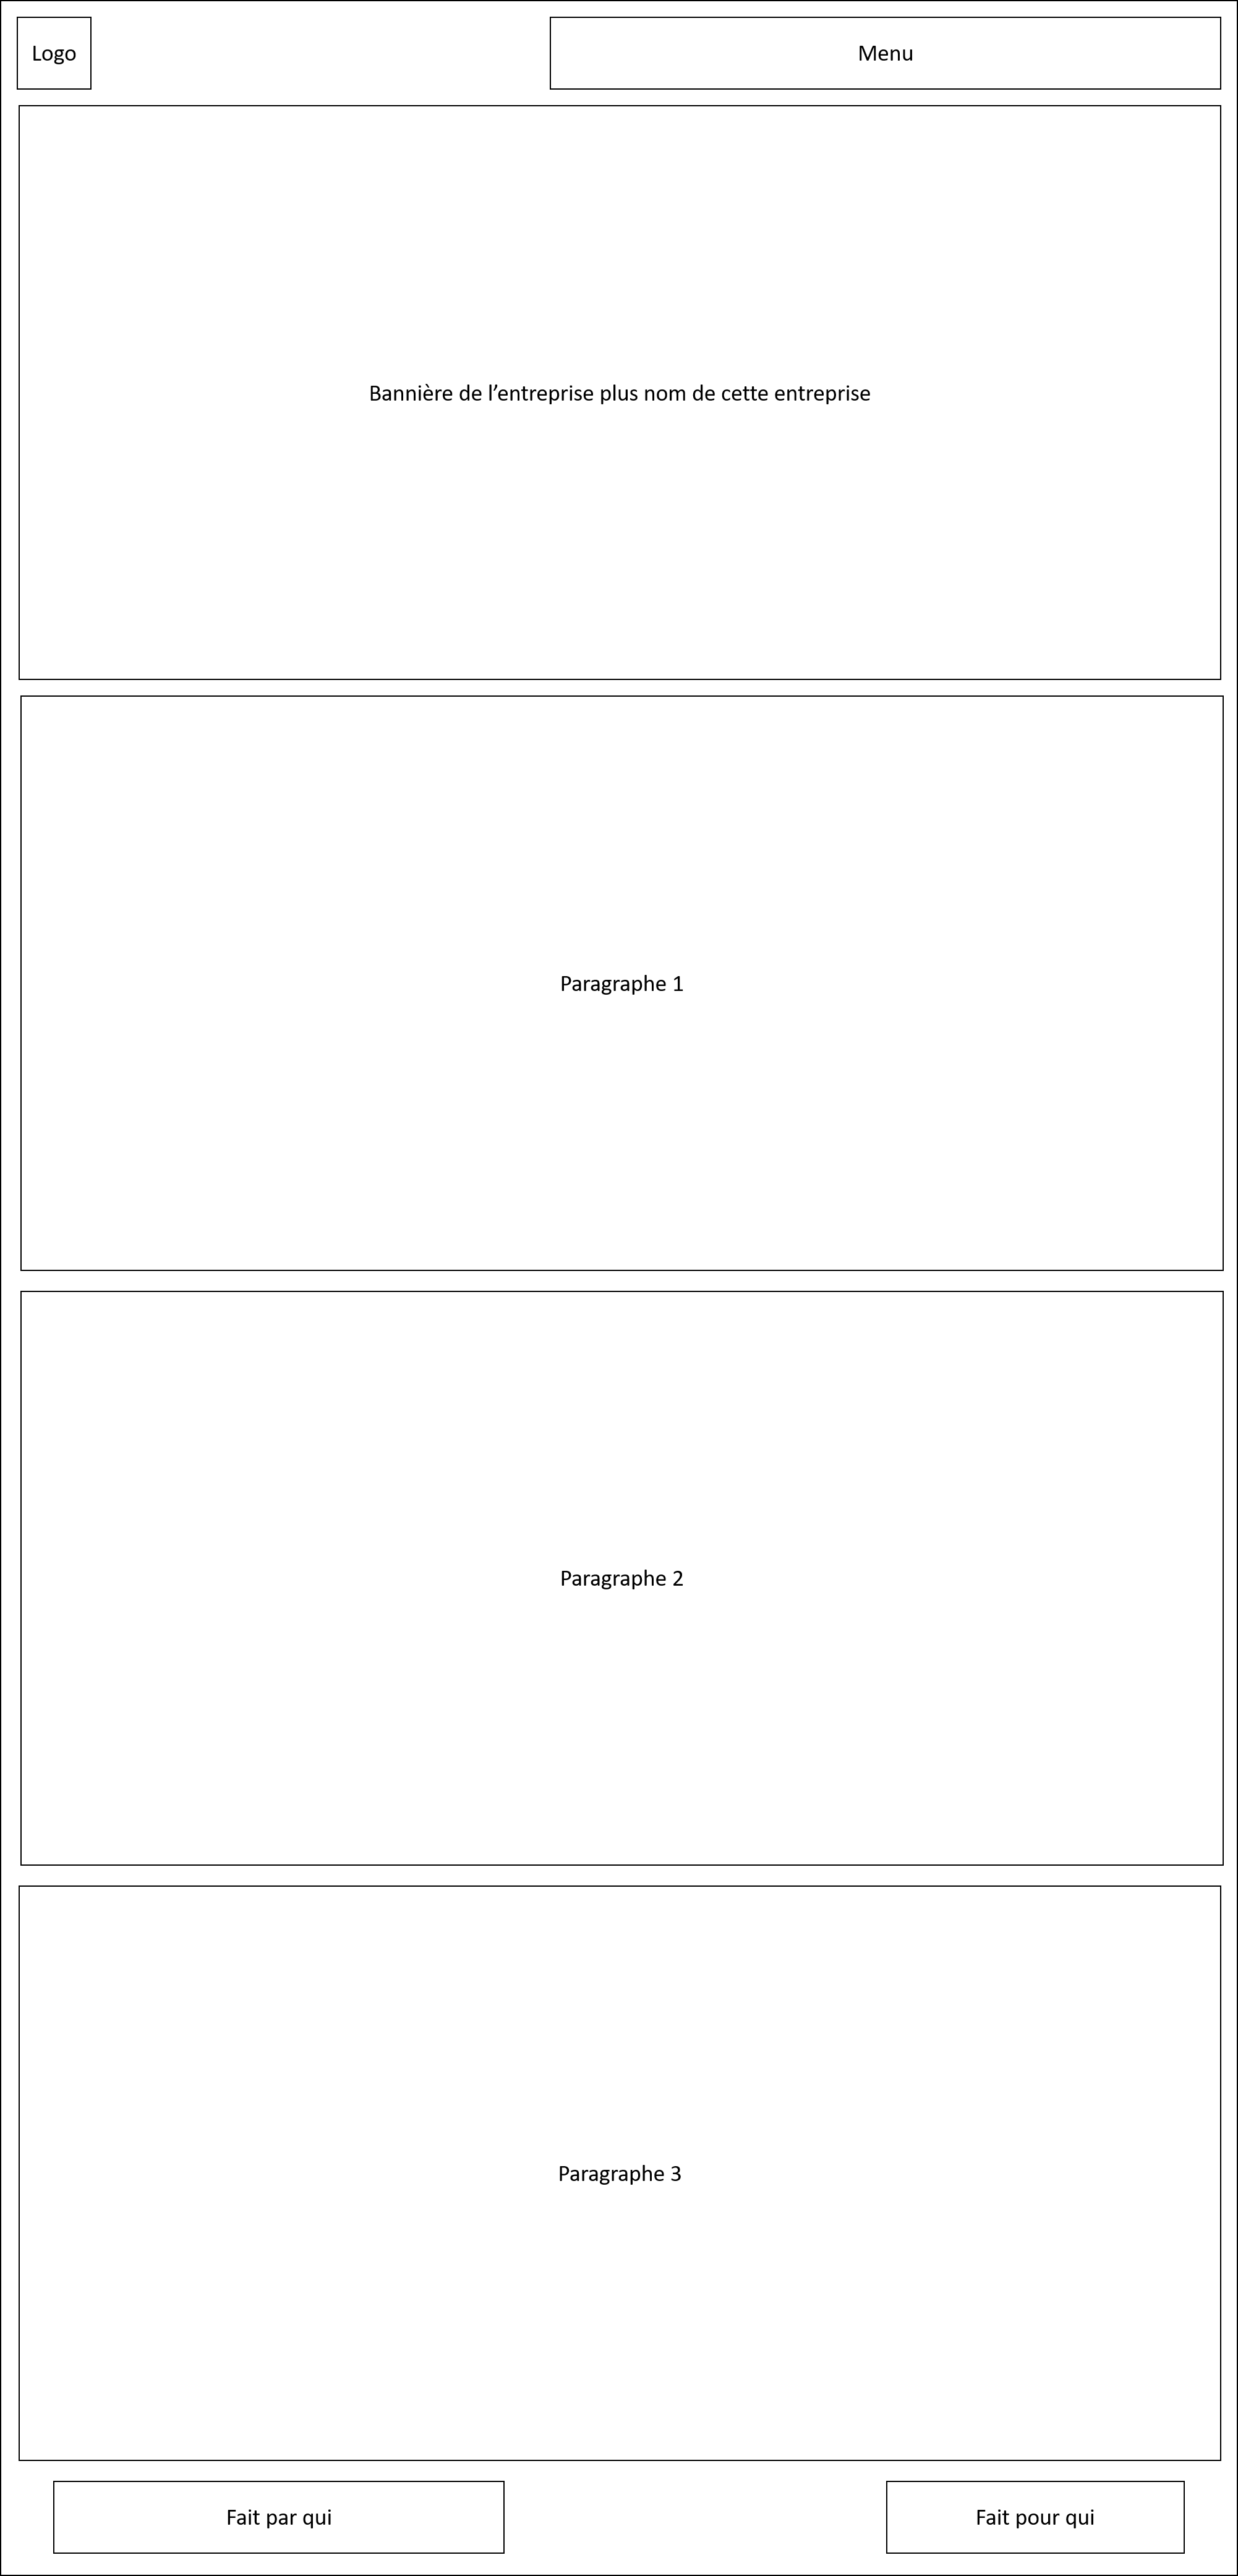 Logo
Menu
Bannière de l’entreprise plus nom de cette entreprise
Paragraphe 1
Paragraphe 2
Paragraphe 3
Fait par qui
Fait pour qui